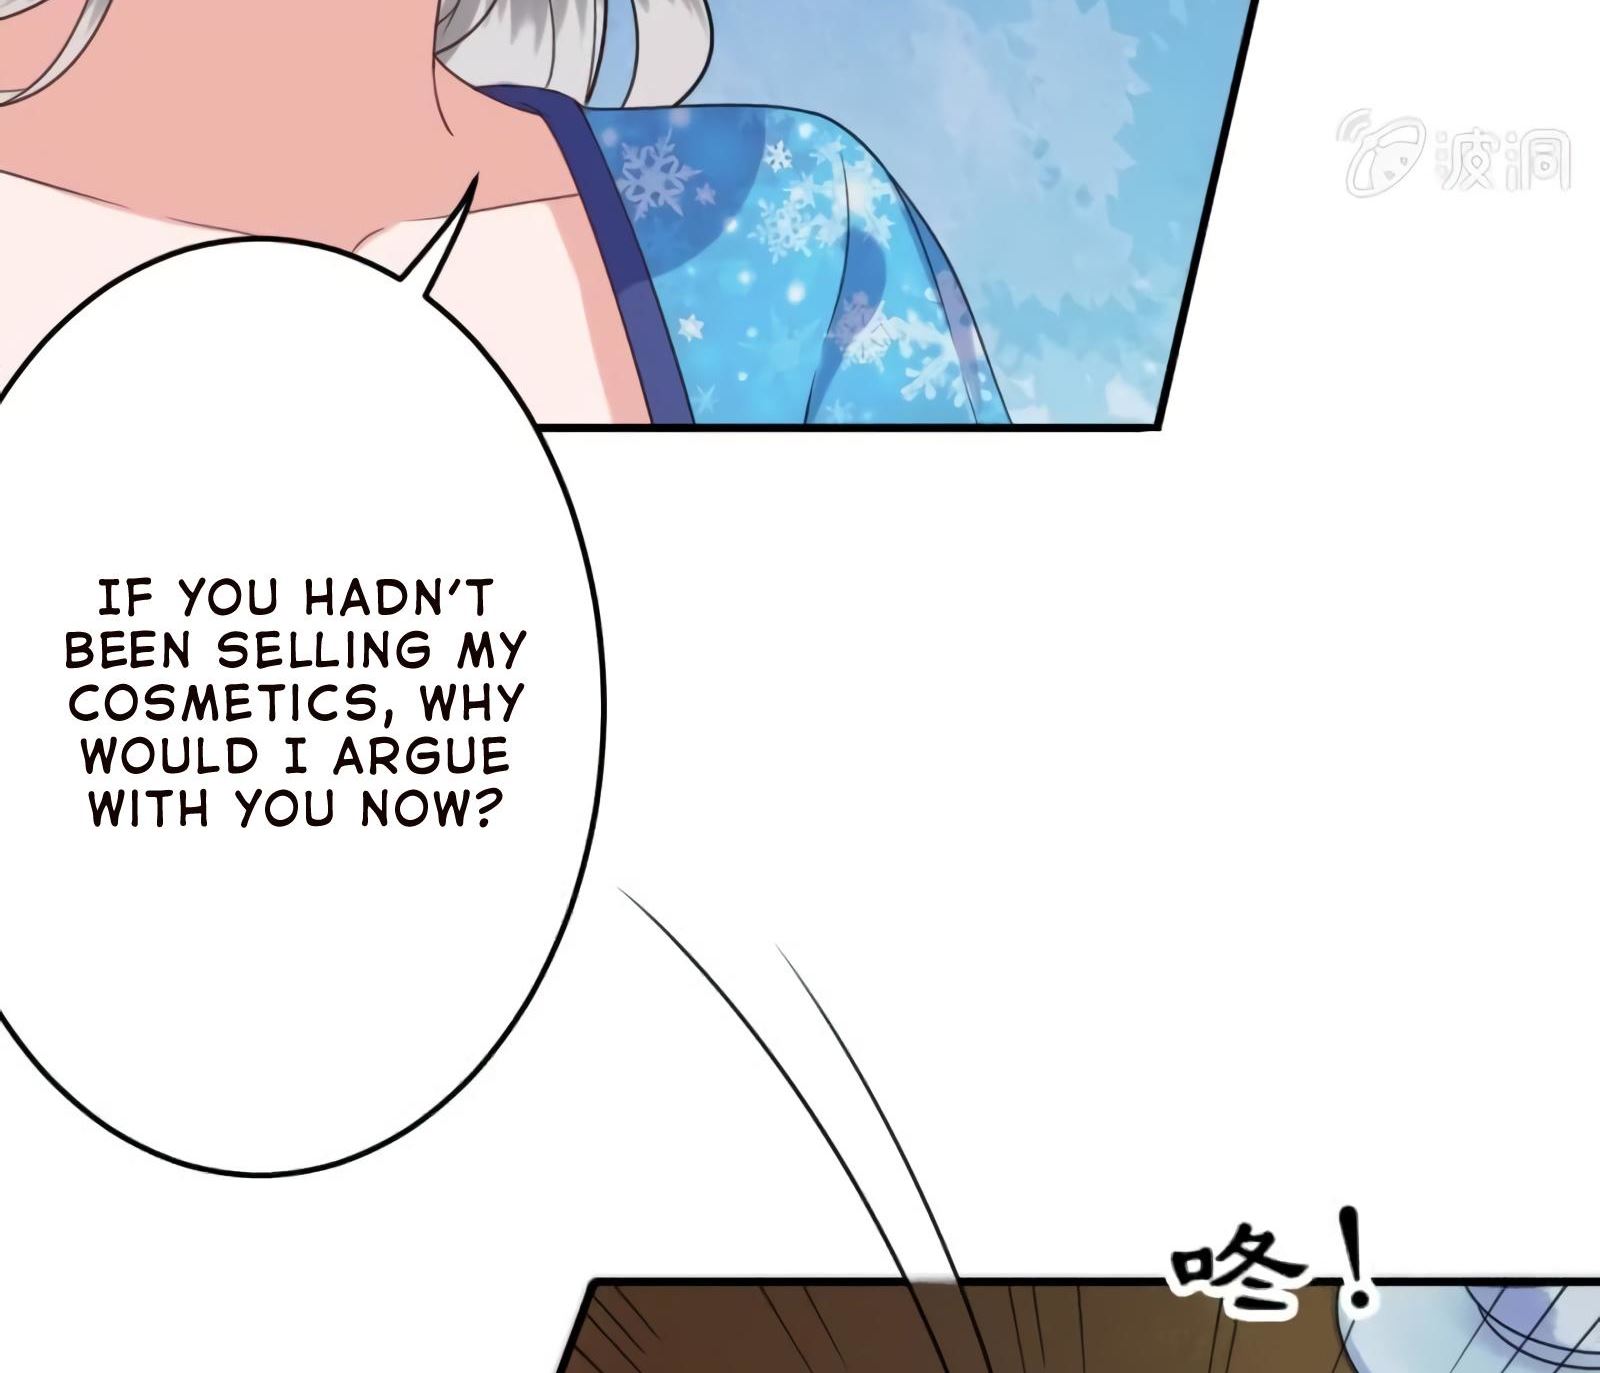 波洞
IF YOU HADN'T
BEEN SELLING MY
COSMETICS, WHY
WOULD I ARGUE
WITH YOU NOW?
咚!